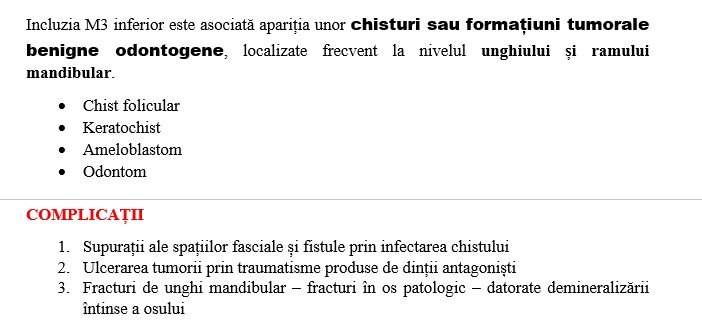 Incluzia M3 inferior este asociată apariția unor chisturi sau formațiuni tumorale
benigne odontogene, localizate frecvent la nivelul unghiului și ramului
mandibular.
• Chist folicular
• Keratochist
• Ameloblastom
• Odontom
COMPLICAȚII
1. Supurații ale spațiilor fasciale și fistule prin infectarea chistului
2. Ulcerarea tumorii prin traumatisme produse de dinții antagoniști
3. Fracturi de unghi mandibular – fracturi în os patologic – datorate demineralizării
întinse a osului